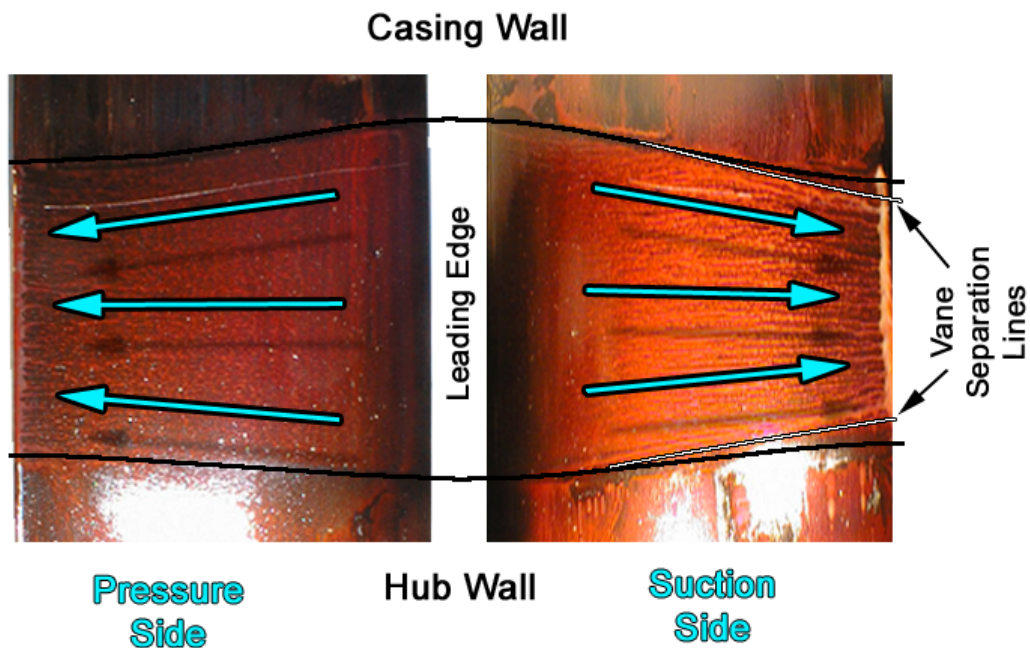 Casing Wall
Leading Edge
Vane
Separation
Lines
Pressure
Side
Hub Wall
Suction
Side